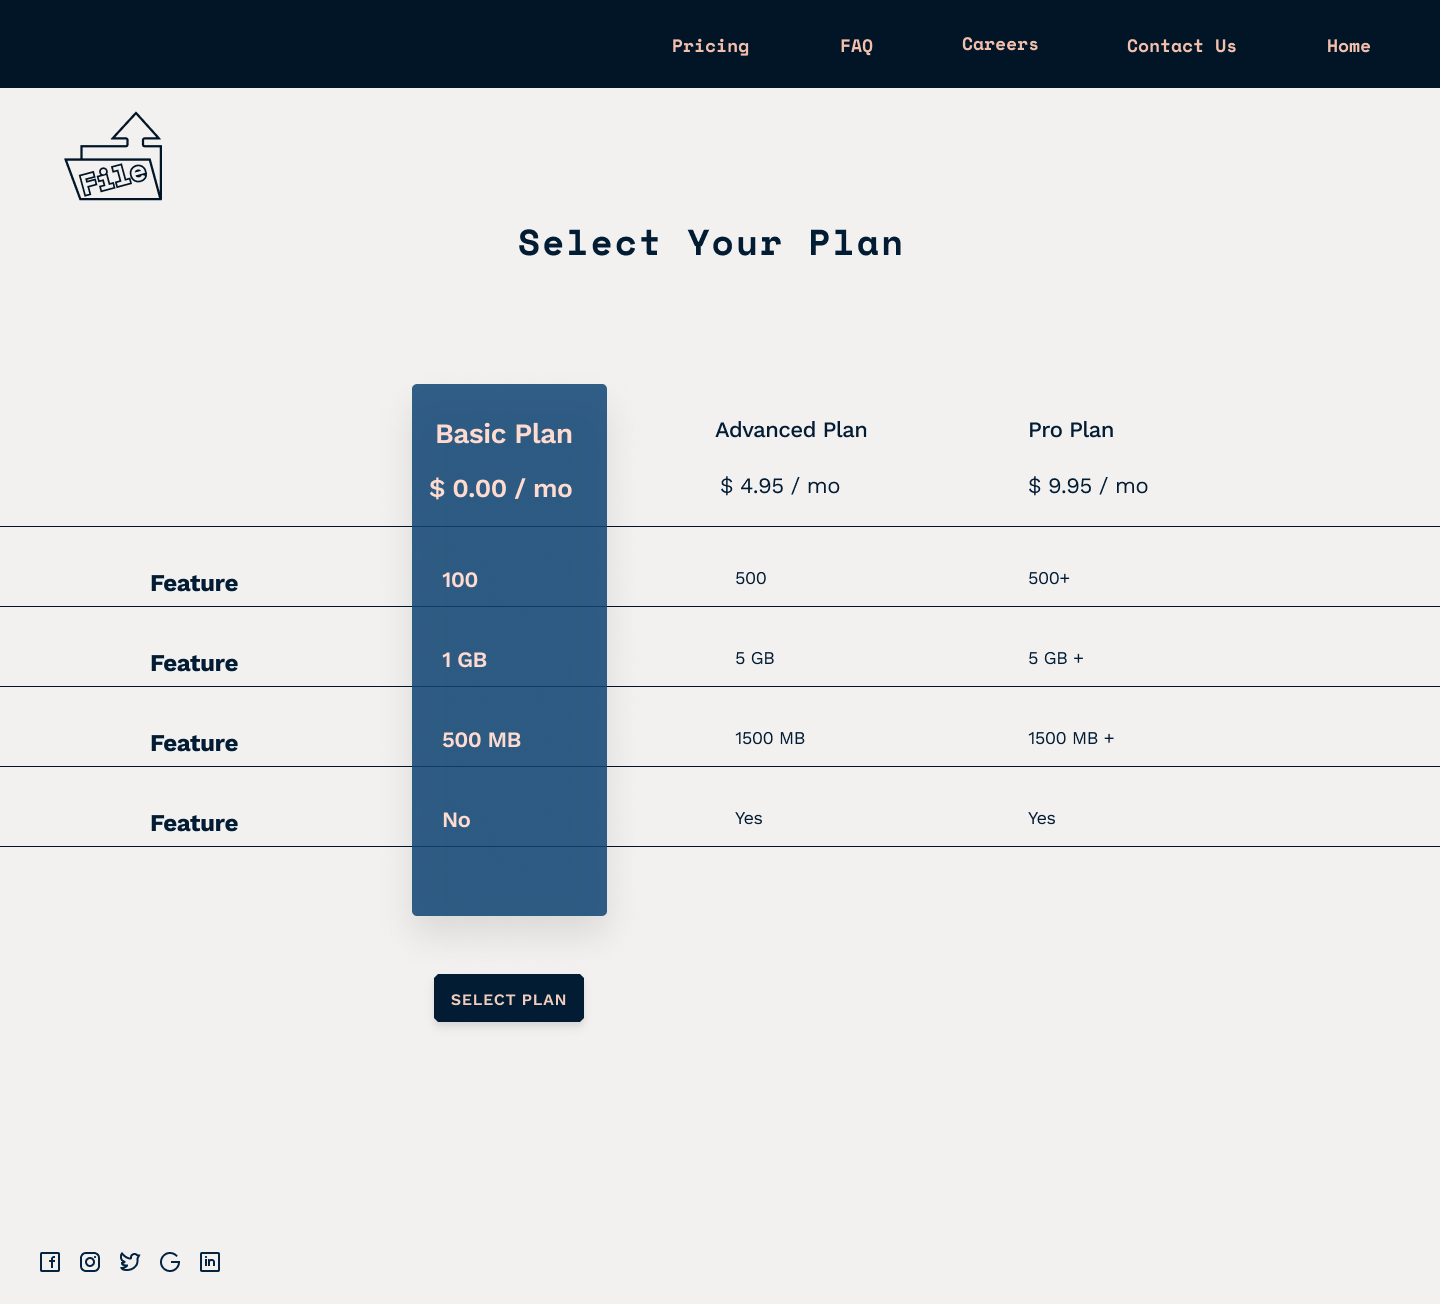 Pricing FAQ Careers Contact Us Home
File
Select Your Plan
Basic Plan Advanced Plan Pro Plan
$ 0.00 / mo $ 4.95 / mo $ 9.95 / mo
Feature 100 500 500+
Feature 1 GB 5 GB 5 GB +
Feature 500 MB 1500 MB 1500 MB +
Feature No Yes Yes
SELECT PLAN